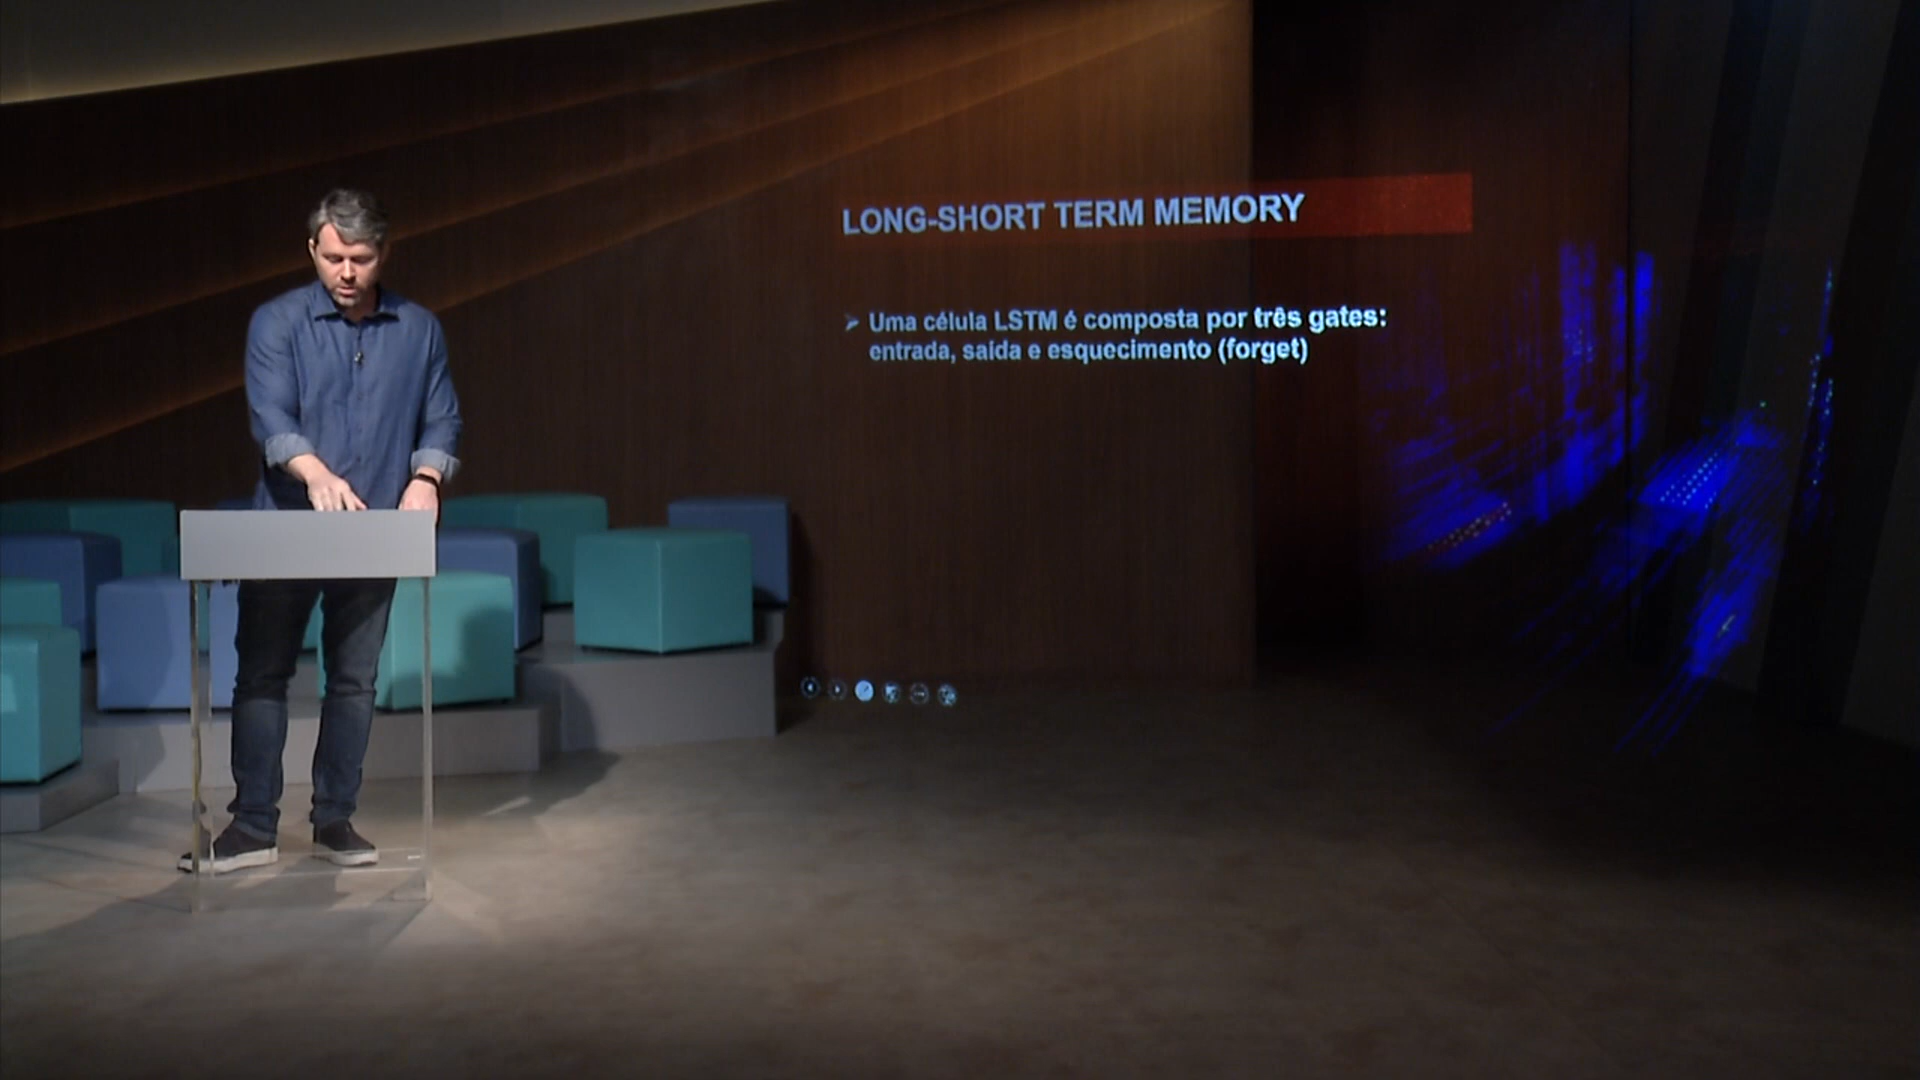 LONG-SHORT TERM MEMORY
Uma célula LSTM é composta por três gates:
entrada, saída e esquecimento (forget)